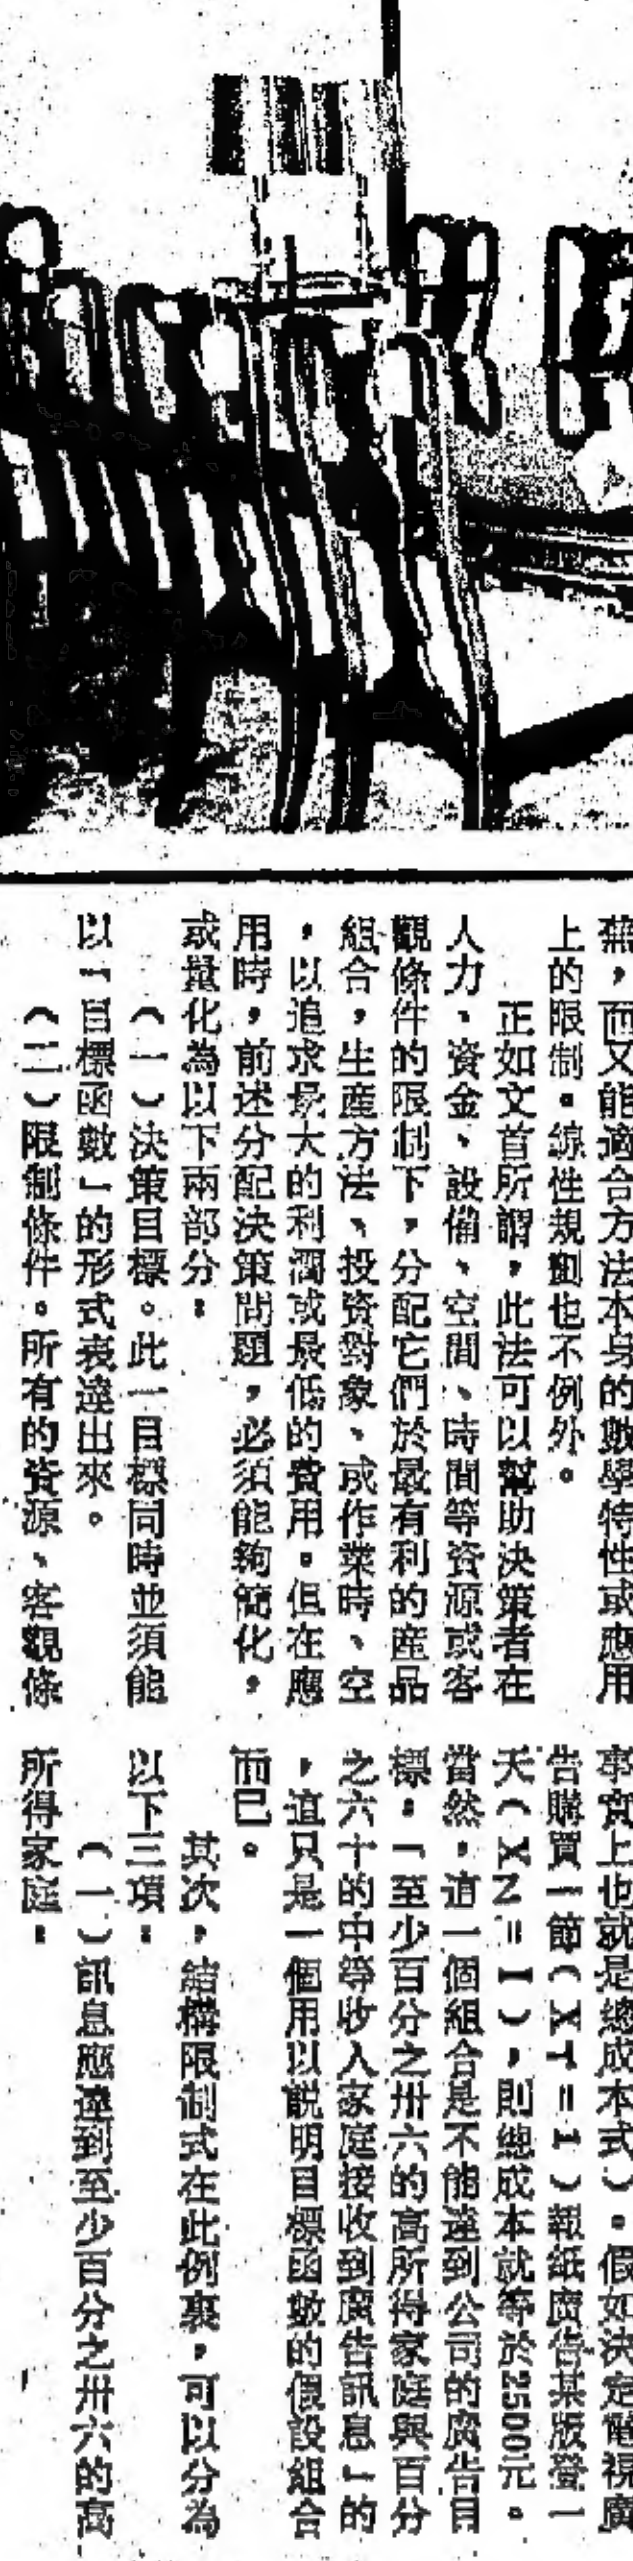 蕪，而又能適合方法本身的數學特性或應用
上的限制。線性規劃也不例外。
正如文首所謂，此法可以幫助決策者在
人力、資金、設備、空間、時間等資源或客
觀條件的限制下，分配它們於最有利的產品
組合，生產方法、投資對象、或作業時、空
，以追求最大的利潤或最低的費用。但在應
用時，前述分配決策問題，必須能夠簡化，
或量化為以下兩部分：
（一）決策目標。此一目標同時並須能
以「目標函數」的形式表達出來。
（二）限制條件。所有的資源、客觀條
事實上也就是總成本式）。假如決定電視廣
告購買一節（XT＝1）報紙廣告某版登一
天（XZ＝1），則總成本就等於2500元。
當然，這一個組合是不能達到公司的廣告目
標。「至少百分之卅六的高所得家庭與百分
之六十的中等收入家庭接收到廣告訊息」的
，這只是一個用以說明目標函數的假設組合
而已。
其次，結構限制式在此例裏，可以分為
以下三項：
（一）訊息應達到至少百分之卅六的高
所得家庭：